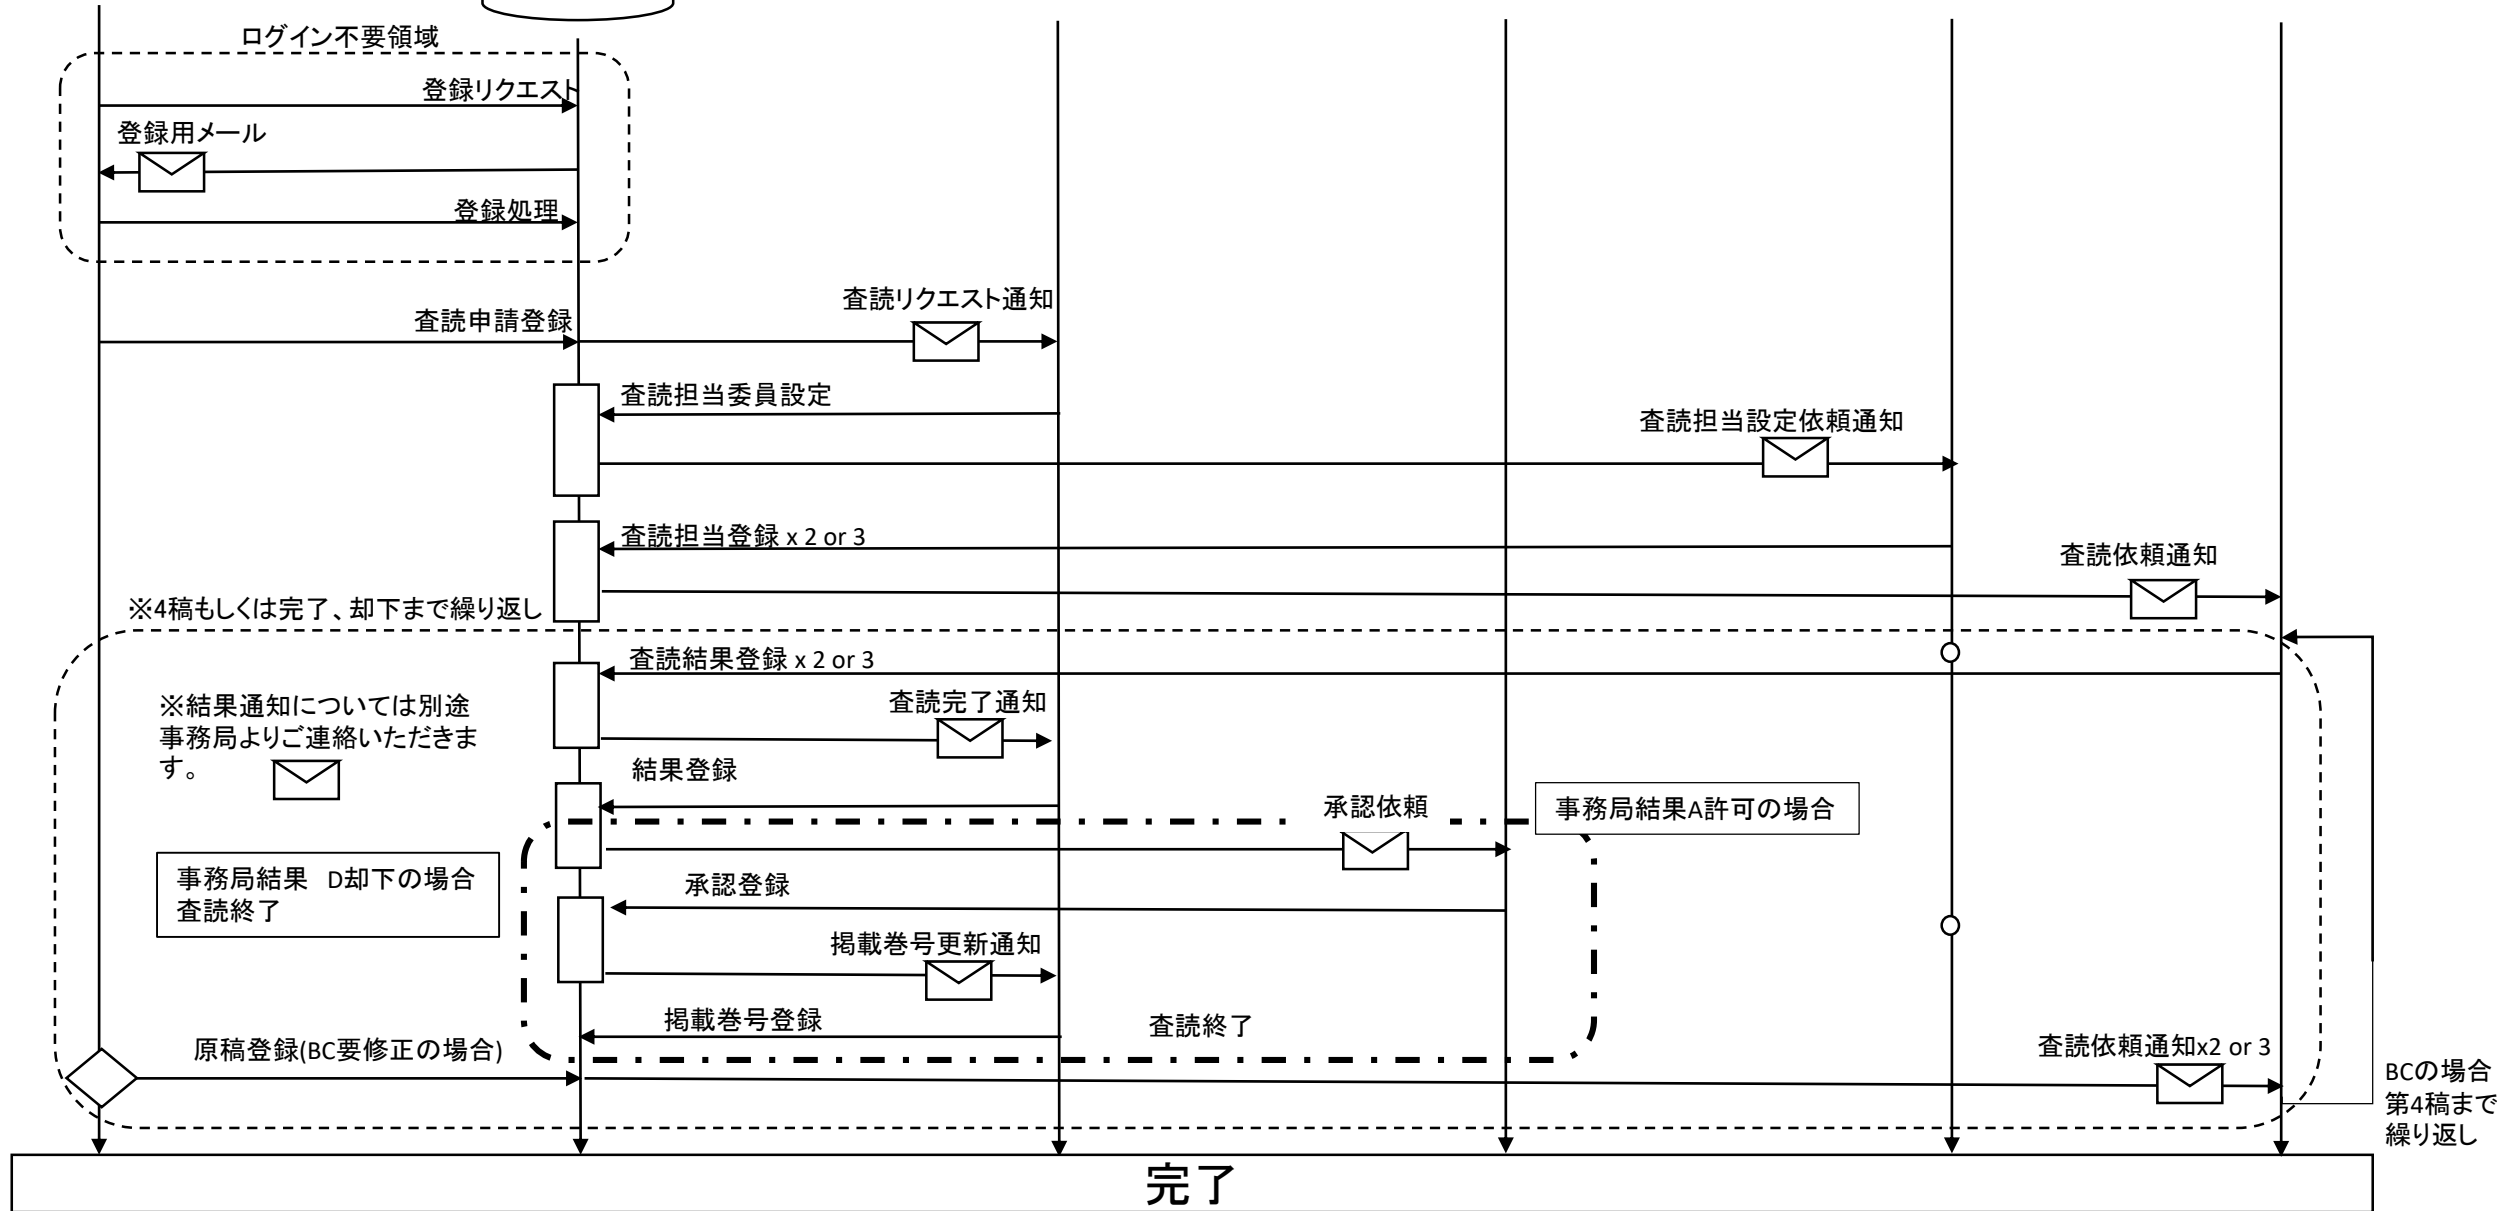 ログイン不要領域
登録リクエスト
登録用メール
登録処理
査読リクエスト通知
査読申請登録
査読担当委員設定
査読担当設定依頼通知
査読担当登録 x 2 or 3
査読依頼通知
※4稿もしくは完了、却下まで繰り返し
査読結果登録 x 2 or 3
※結果通知については別途
事務局よりご連絡いただきま
す。
査読完了通知
結果登録
承認依頼
事務局結果A許可の場合
事務局結果　D却下の場合
査読終了
承認登録
掲載巻号更新通知
掲載巻号登録
査読終了
原稿登録(BC要修正の場合)
査読依頼通知x2 or 3
BCの場合
第4稿まで
繰り返し
完了